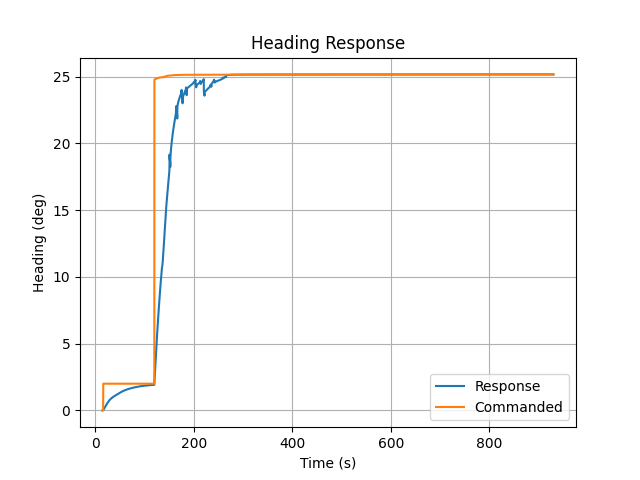 Heading Response
25
20
15
10
5
0
Heading (deg)
Response
Commanded
0 200 400 600 800
Time (s)